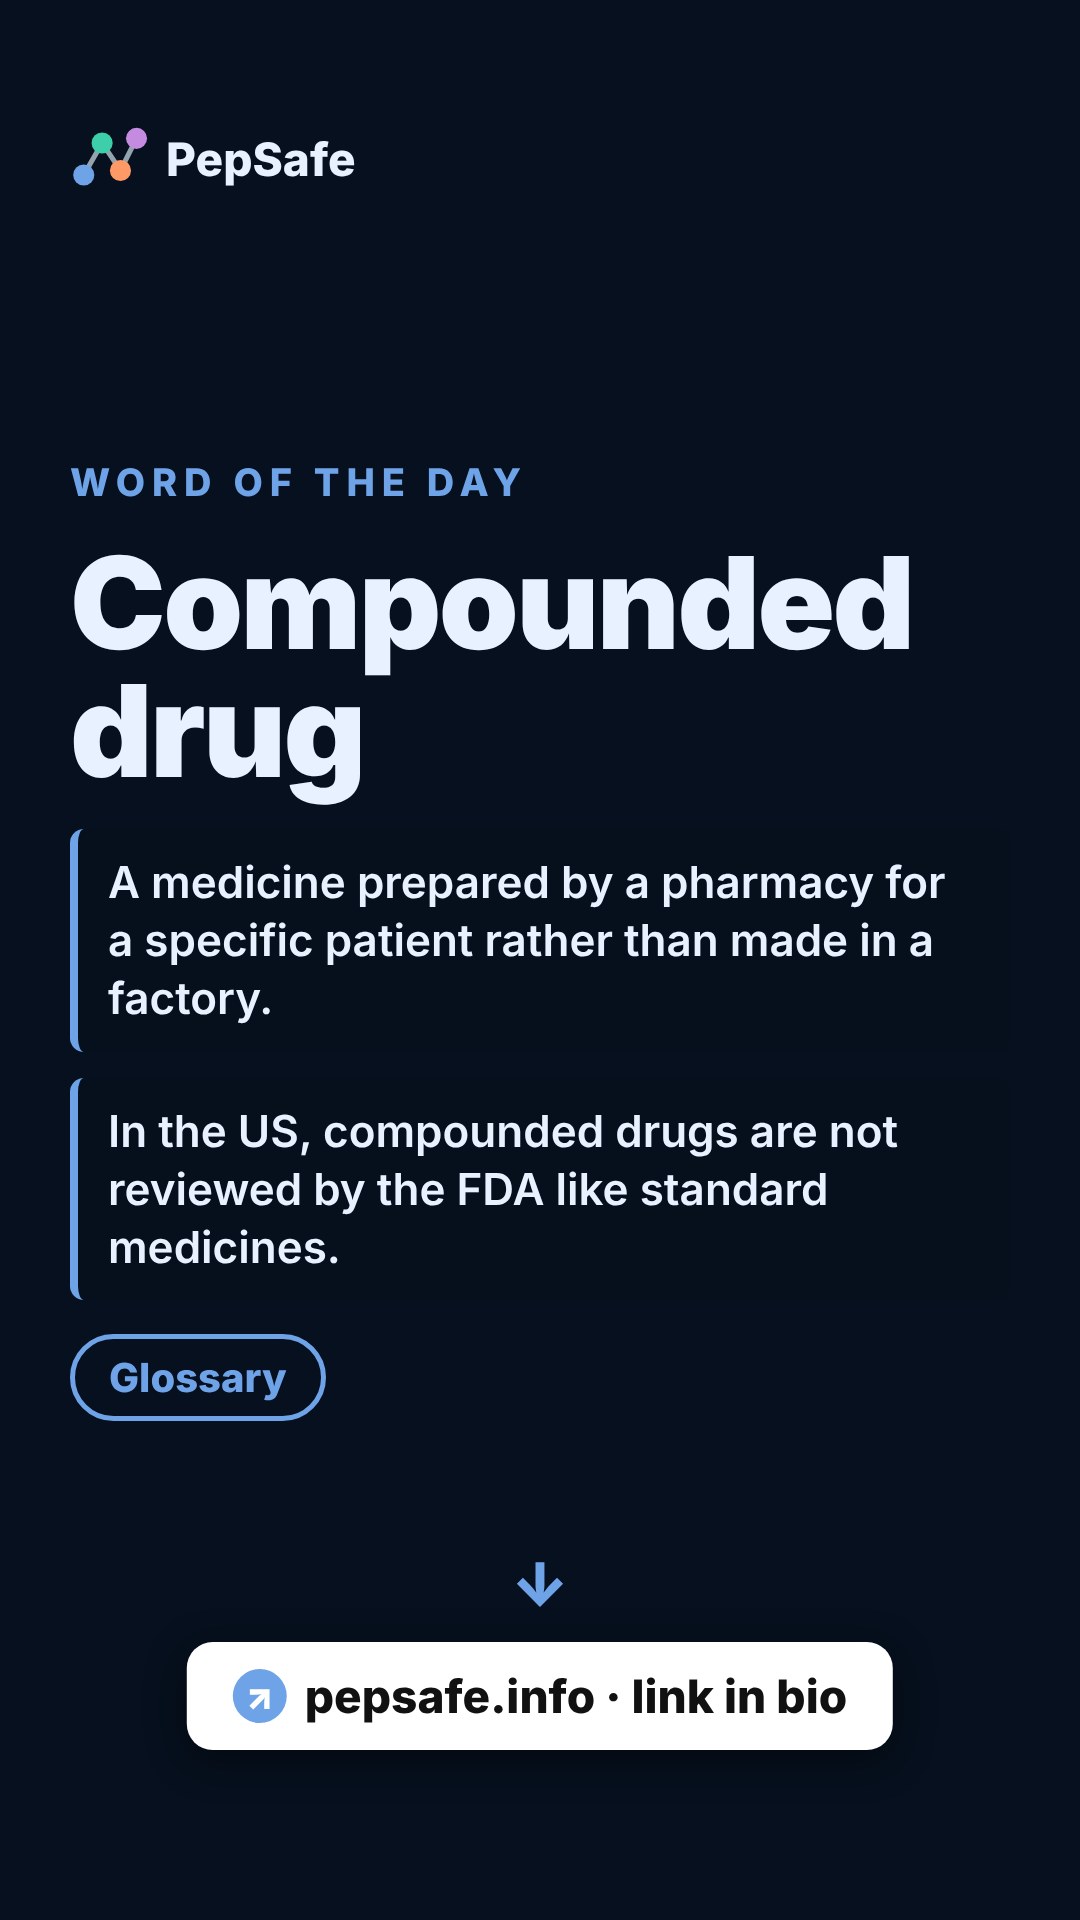 PepSafe
WORD OF THE DAY
Compounded
drug
A medicine prepared by a pharmacy for
a specific patient rather than made in a
factory.
In the US, compounded drugs are not
reviewed by the FDA like standard
medicines.
Glossary
pepsafe.info · link in bio